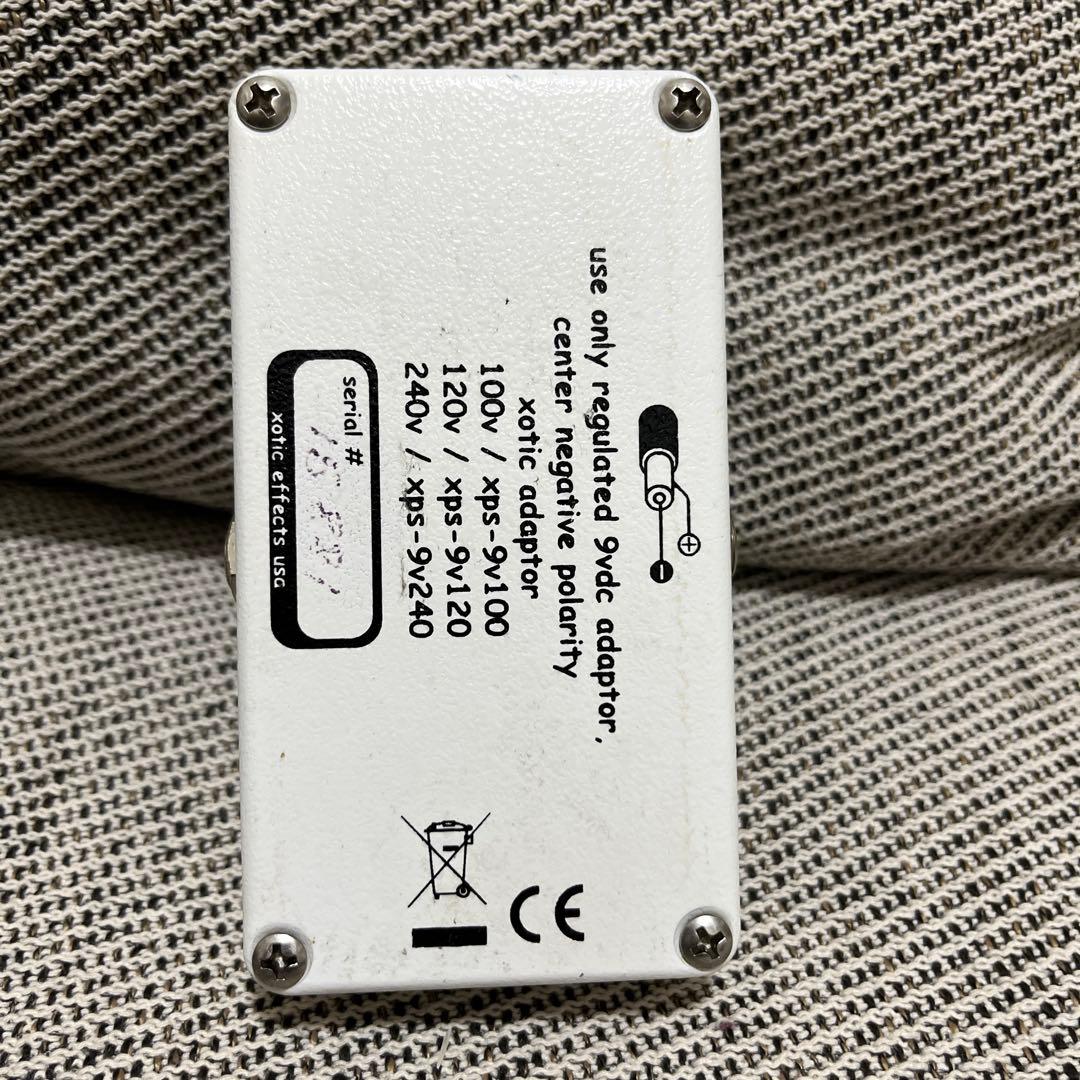 use only regulated 9vdc adaptor,
center negative polarity
xotic adaptor
100v / xps-9v100
120v / xps-9v120
240v / xps-9v240
serial #
xotic effects usa
CE